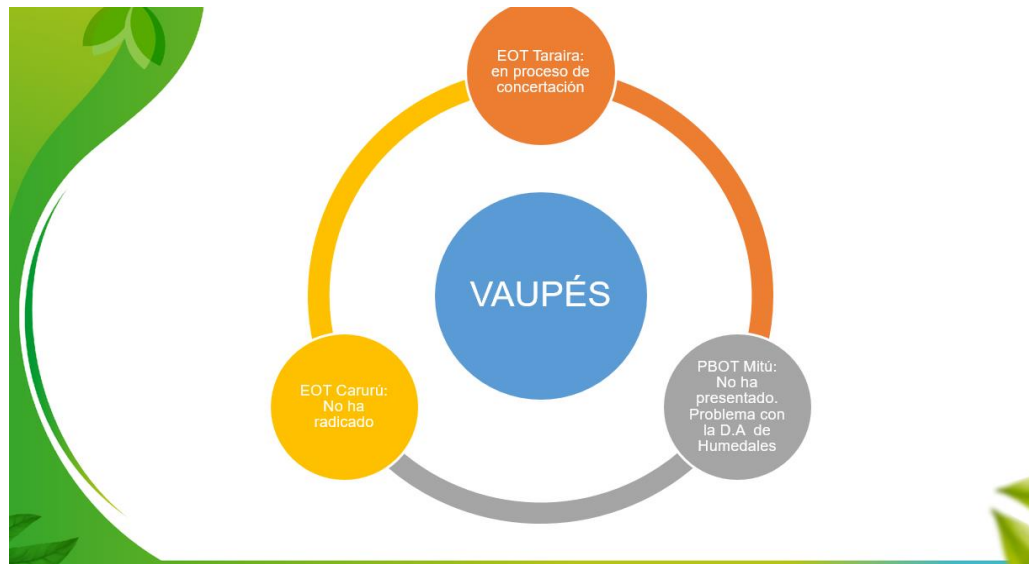 EOT Taraira:
en proceso de
concertación
VAUPÉS
EOT Carurú:
No ha
radicado
PBOT Mitú:
No ha
presentado.
Problema con
la D.A de
Humedales